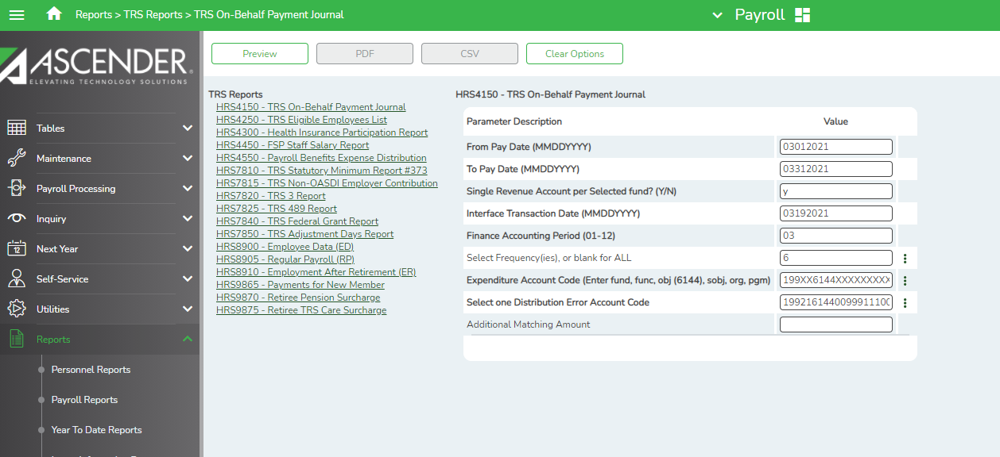 Reports > TRS Reports > TRS On-Behalf Payment Journal
Payroll
ASCENDER
ELEVATING TECHNOLOGY SOLUTIONS
Tables
Maintenance
Payroll Processing
Inquiry
12
Next Year
Self-Service
Utilities
Reports
Personnel Reports
Payroll Reports
Year To Date Reports
Preview
PDF
CSV
Clear Options
TRS Reports
HRS4150 - TRS On-Behalf Payment Journal
HRS4250 - TRS Eligible Employees List
HRS4300 - Health Insurance Participation Report
HRS4450 - FSP Staff Salary Report
HRS4550 - Payroll Benefits Expense Distribution
HRS7810 - TRS Statutory Minimum Report #373
HRS7815 - TRS Non-OASDI Employer Contribution
HRS7820 - TRS 3 Report
HRS7825 - TRS 489 Report
HRS7840 - TRS Federal Grant Report
HRS7850 - TRS Adjustment Days Report
HRS8900 - Employee Data (ED)
HRS8905 - Regular Payroll (RP)
HRS8910 - Employment After Retirement (ER)
HRS9865 - Payments for New Member
HRS9870 - Retiree Pension Surcharge
HRS9875 - Retiree TRS Care Surcharge
HRS4150 - TRS On-Behalf Payment Journal
Parameter Description Value
From Pay Date (MMDDYYYY) 03012021
To Pay Date (MMDDYYYY) 03312021
Single Revenue Account per Selected fund? (Y/N) y
Interface Transaction Date (MMDDYYYY) 03192021
Finance Accounting Period (01-12) 03
Select Frequency(ies), or blank for ALL 6
Expenditure Account Code (Enter fund, func, obj (6144), sobj, org, pgm) 199XX6144XXXXXXXXX
Select one Distribution Error Account Code 1992161440099911100
Additional Matching Amount